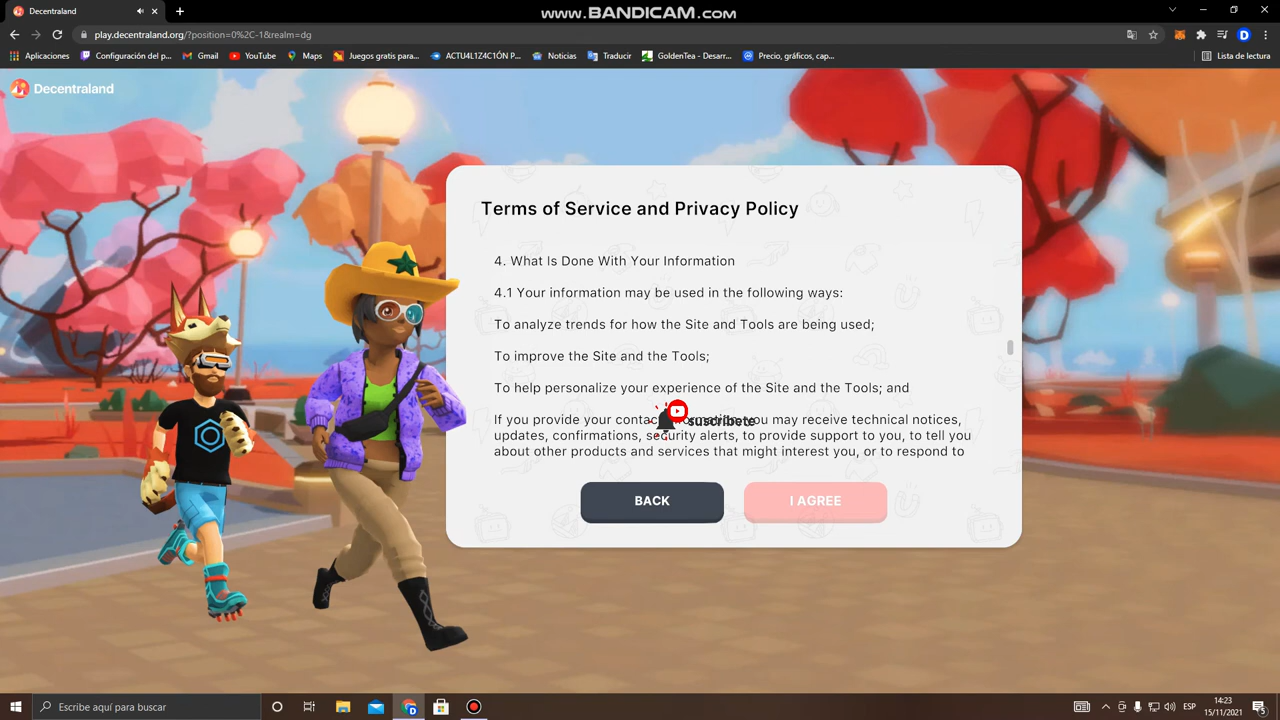 Decentraland
www.BANDICAM.com
play.decentraland.org/?position=0%2C-1&realm=dg
D
Aplicaciones
Configuración del p...
Gmail
YouTube
Maps
Juegos gratis para...
ACTU4L1Z4C1ÓN P...
Noticias
Traducir
GoldenTea - Desarr...
Precio, gráficos, cap...
Lista de lectura
Decentraland
Terms of Service and Privacy Policy
4. What Is Done With Your Information
4.1 Your information may be used in the following ways:
To analyze trends for how the Site and Tools are being used;
To improve the Site and the Tools;
To help personalize your experience of the Site and the Tools; and
If you provide your contact information, you may receive technical notices,
suscribete
updates, confirmations, security alerts, to provide support to you, to tell you
about other products and services that might interest you, or to respond to
BACK
I AGREE
Escribe aquí para buscar
D
ESP
14:23
15/11/2021
5